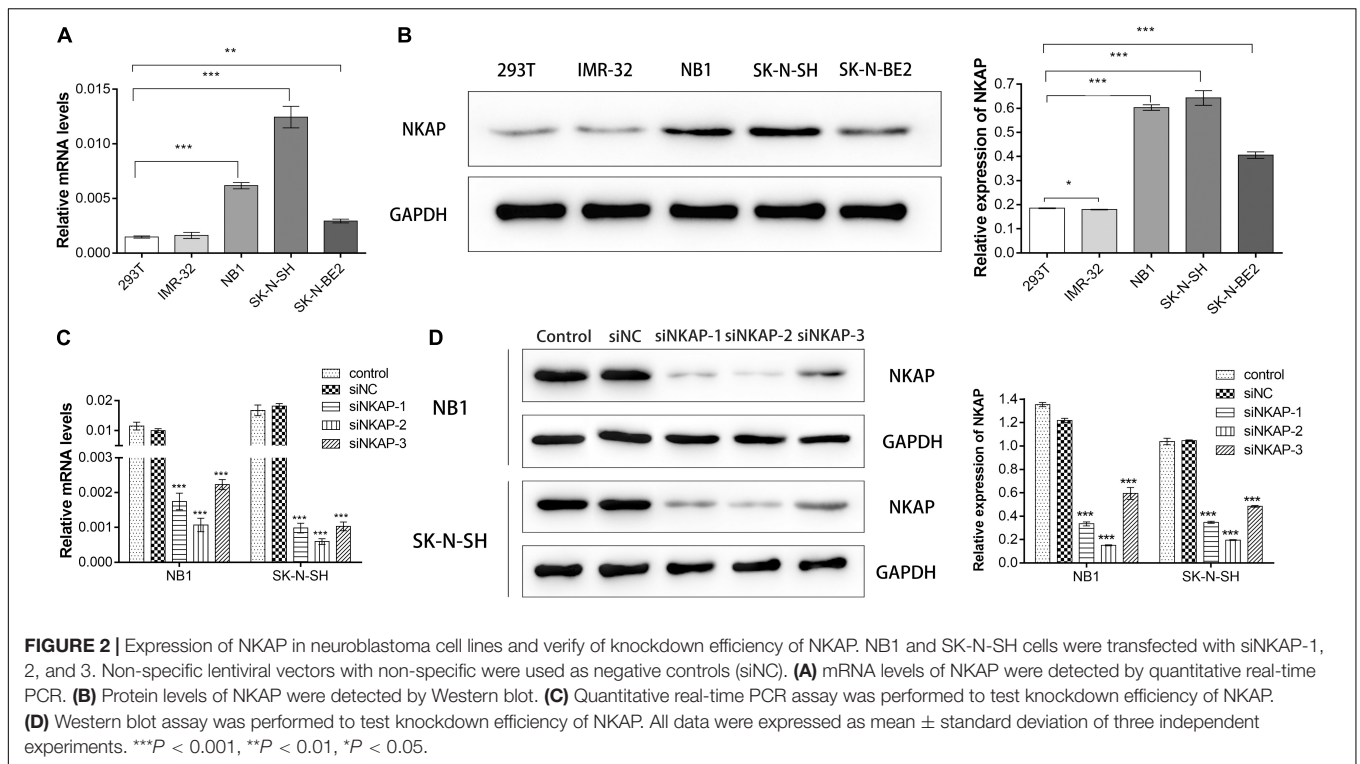 A
**
***
***
Relative mRNA levels
0.015
0.010
0.005
0.000
293T
IMR-32
NB1
SK-N-SH
SK-N-BE2
B
293T IMR-32 NB1 SK-N-SH SK-N-BE2
NKAP
GAPDH
***
***
***
*
Relative expression of NKAP
0.7
0.6
0.5
0.4
0.3
0.2
0.1
0.0
293T
IMR-32
NB1
SK-N-SH
SK-N-BE2
C
control
siNC
siNKAP-1
siNKAP-2
siNKAP-3
Relative mRNA levels
0.02
0.01
0.003
0.002
0.001
0.000
*** *** *** *** *** ***
NB1 SK-N-SH
D
Control siNC siNKAP-1 siNKAP-2 siNKAP-3
NB1
NKAP
GAPDH
SK-N-SH
NKAP
GAPDH
control
siNC
siNKAP-1
siNKAP-2
siNKAP-3
Relative expression of NKAP
1.4
1.2
1.0
0.8
0.6
0.4
0.2
0.0
*** *** *** *** *** ***
NB1 SK-N-SH
FIGURE 2 | Expression of NKAP in neuroblastoma cell lines and verify of knockdown efficiency of NKAP. NB1 and SK-N-SH cells were transfected with siNKAP-1,
2, and 3. Non-specific lentiviral vectors with non-specific were used as negative controls (siNC). (A) mRNA levels of NKAP were detected by quantitative real-time
PCR. (B) Protein levels of NKAP were detected by Western blot. (C) Quantitative real-time PCR assay was performed to test knockdown efficiency of NKAP.
(D) Western blot assay was performed to test knockdown efficiency of NKAP. All data were expressed as mean ± standard deviation of three independent
experiments. ***P < 0.001, **P < 0.01, *P < 0.05.